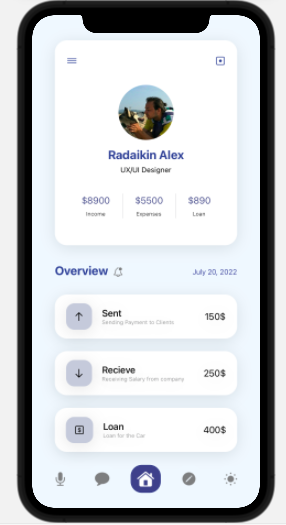 Radaikin Alex
UX/UI Designer
$8900 $5500 $890
Income Expenses Loan
Overview July 20, 2022
Sent
Sending Payment to Clients
150$
Recieve
Receiving Salary from company
250$
Loan
Loan for the Car
400$